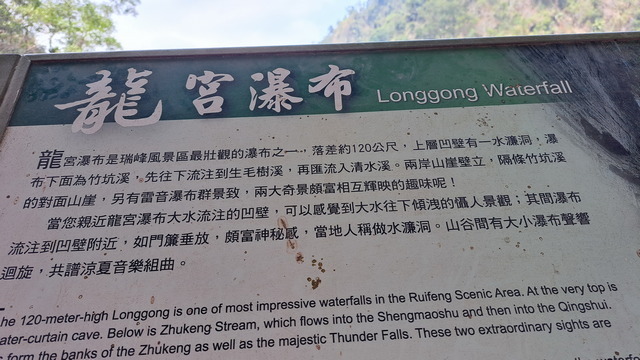 龍宮瀑布 Longgong Waterfall
龍宮瀑布是瑞峰風景區最壯觀的瀑布之一，落差約120公尺，上層凹壁有一水濂洞，瀑
布下面為竹坑溪，先往下流注到生毛樹溪，再匯流入清水溪。兩岸山崖壁立，隔條竹坑溪
的對面山崖，另有雷音瀑布群景致，兩大奇景頗富相互輝映的趣味呢！
當您親近龍宮瀑布大水流注的凹壁，可以感覺到大水往下傾洩的懾人景觀；其間瀑布
流注到凹壁附近，如門簾垂放，頗富神秘感，當地人稱做水濂洞。山谷間有大小瀑布聲響
迴旋，共譜涼夏音樂組曲。
he 120-meter-high Longgong is one of most impressive waterfalls in the Ruifeng Scenic Area. At the very top is
ater-curtain cave. Below is Zhukeng Stream, which flows into the Shengmaoshu and then into the Qingshui.
form the banks of the Zhukeng as well as the majestic Thunder Falls. These two extraordinary sights are